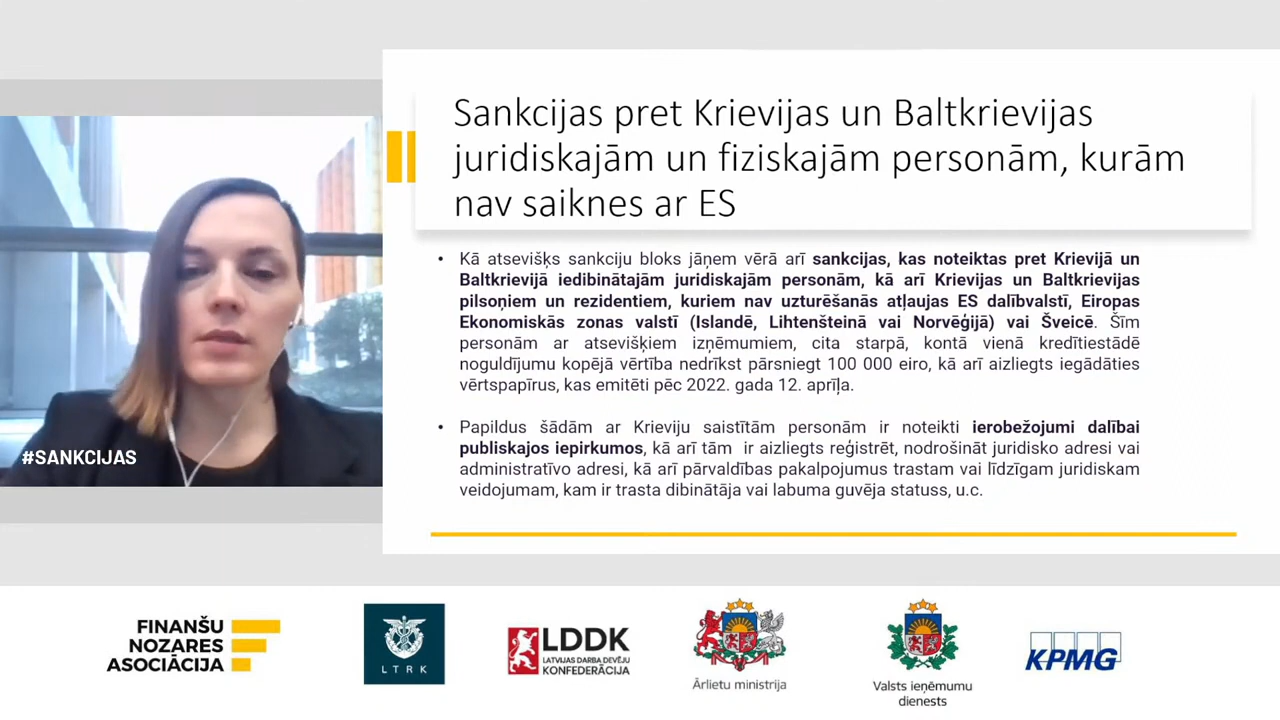 Sankcijas pret Krievijas un Baltkrievijas
juridiskajām un fiziskajām personām, kurām
nav saiknes ar ES
• Kā atsevišķs sankciju bloks jāņem vērā arī sankcijas, kas noteiktas pret Krievijā un
Baltkrievijā iedibinātajām juridiskajām personām, kā arī Krievijas un Baltkrievijas
pilsoņiem un rezidentiem, kuriem nav uzturēšanās atļaujas ES dalībvalstī, Eiropas
Ekonomiskās zonas valstī (Islandē, Lihtenšteinā vai Norvēģijā) vai Šveicē. Šīm
personām ar atsevišķiem izņēmumiem, cita starpā, kontā vienā kredītiestādē
noguldījumu kopējā vērtība nedrīkst pārsniegt 100 000 eiro, kā arī aizliegts iegādāties
vērtspapīrus, kas emitēti pēc 2022. gada 12. aprīļa.
• Papildus šādām ar Krieviju saistītām personām ir noteikti ierobežojumi dalībai
publiskajos iepirkumos, kā arī tām ir aizliegts reģistrēt, nodrošināt juridisko adresi vai
administratīvo adresi, kā arī pārvaldības pakalpojumus trastam vai līdzīgam juridiskam
veidojumam, kam ir trasta dibinātāja vai labuma guvēja statuss, u.c.
#SANKCIJAS
FINANŠU
NOZARES
ASOCIĀCIJA
LTRK
LDDK
LATVIJAS DARBA DEVĒJU
KONFEDERĀCIJA
Ārlietu ministrija
Valsts ieņēmumu
dienests
KPMG